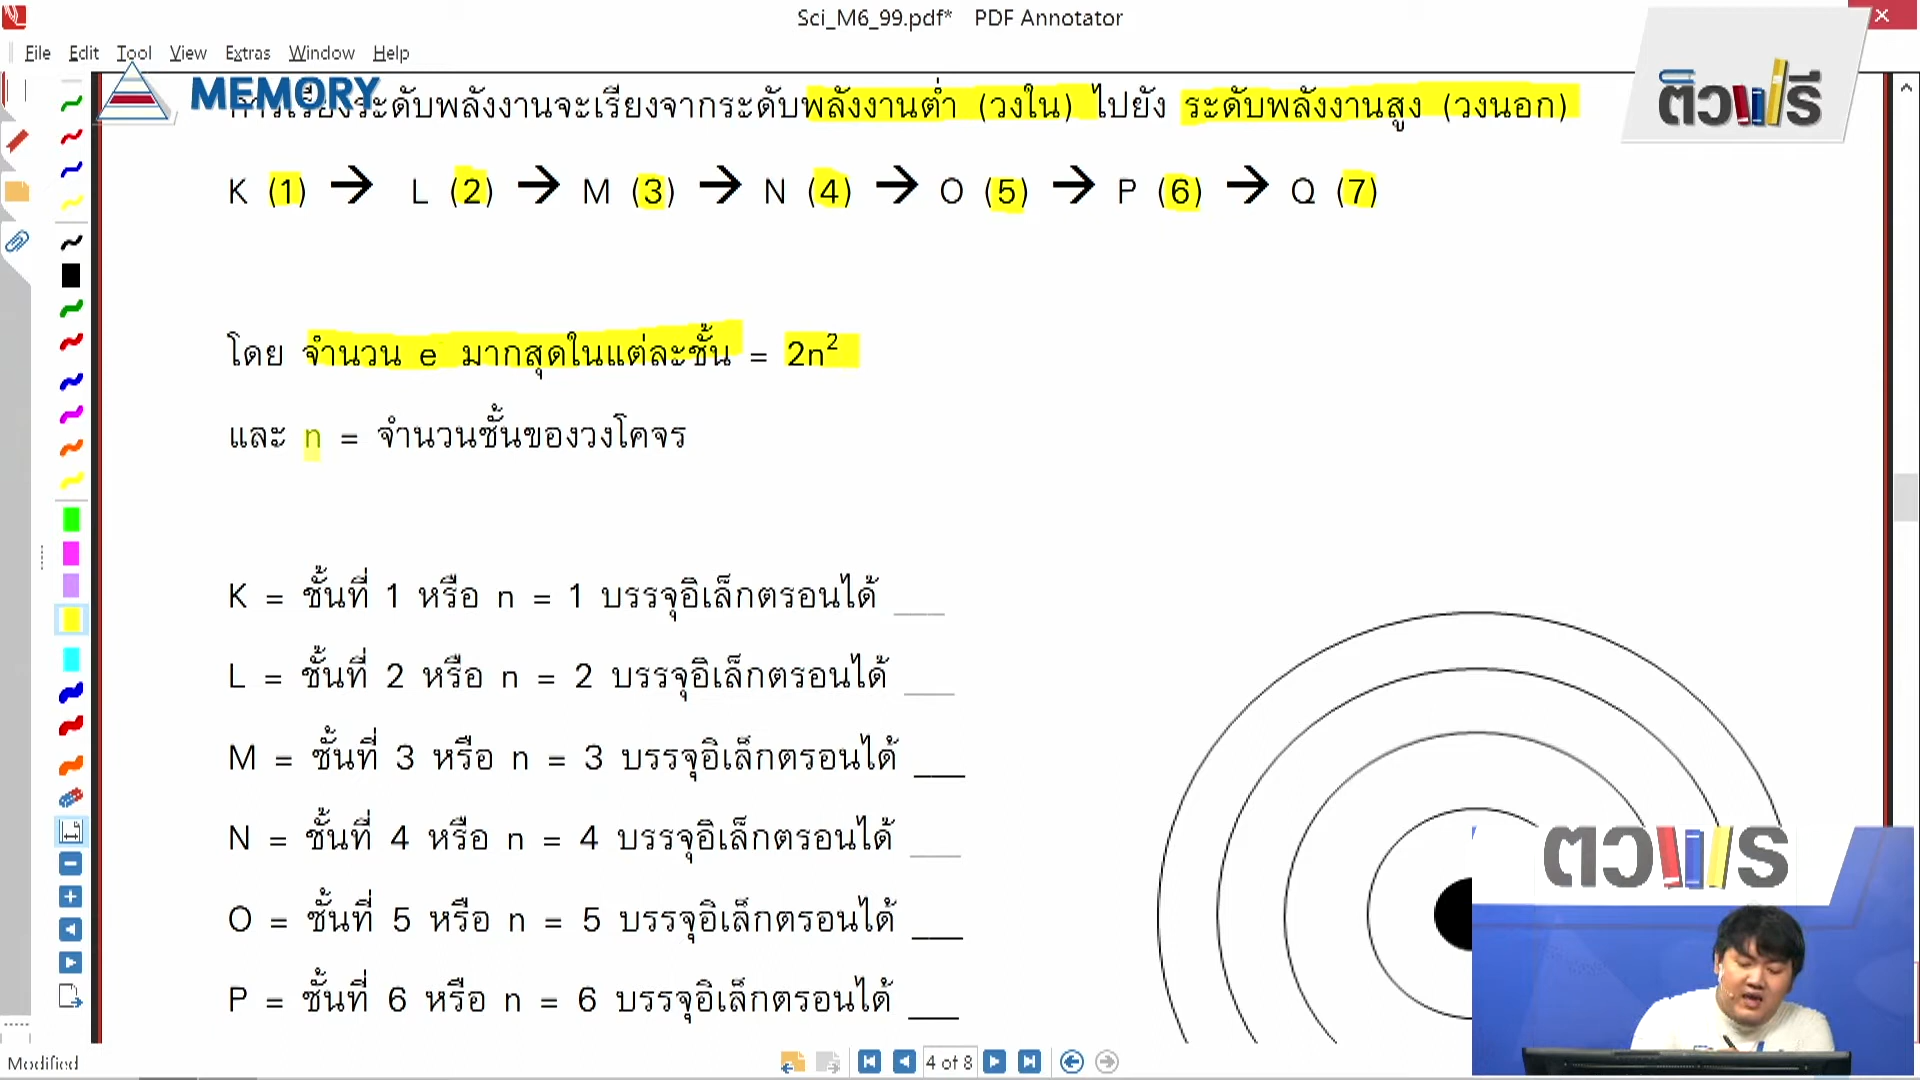 Sci_M6_99.pdf* PDF Annotator
File Edit Tool View Extras Window Help
MEMORY
ติวฟรี
การเรียงระดับพลังงานจะเรียงจากระดับพลังงานต่ำ (วงใน) ไปยัง ระดับพลังงานสูง (วงนอก)
K (1) → L (2) → M (3) → N (4) → O (5) → P (6) → Q (7)
โดย จำนวน e มากสุดในแต่ละชั้น = 2n²
และ n = จำนวนชั้นของวงโคจร
K = ชั้นที่ 1 หรือ n = 1 บรรจุอิเล็กตรอนได้ ___
L = ชั้นที่ 2 หรือ n = 2 บรรจุอิเล็กตรอนได้ ___
M = ชั้นที่ 3 หรือ n = 3 บรรจุอิเล็กตรอนได้ ___
N = ชั้นที่ 4 หรือ n = 4 บรรจุอิเล็กตรอนได้ ___
O = ชั้นที่ 5 หรือ n = 5 บรรจุอิเล็กตรอนได้ ___
P = ชั้นที่ 6 หรือ n = 6 บรรจุอิเล็กตรอนได้ ___
Modified
4 of 8